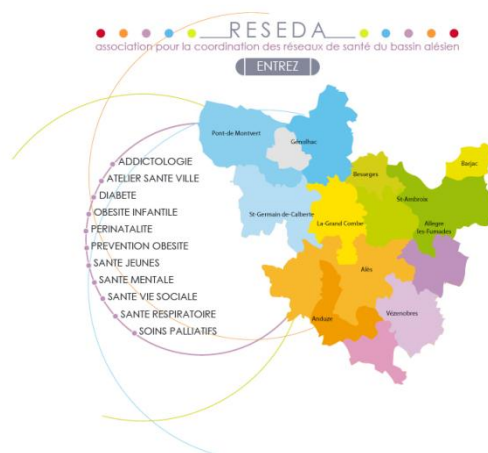 RESEDA
association pour la coordination des réseaux de santé du bassin alésien
ENTREZ
ADDICTOLOGIE
ATELIER SANTE VILLE
DIABETE
OBESITE INFANTILE
PERINATALITE
PREVENTION OBESITE
SANTE JEUNES
SANTE MENTALE
SANTE VIE SOCIALE
SANTE RESPIRATOIRE
SOINS PALLIATIFS
Pont-de Montvert
Génolhac
Barjac
Bessèges
St-Ambroix
St-Germain de-Calberte
La-Grand Combe
Allègre
les Fumades
Alès
Anduze
Vézénobres